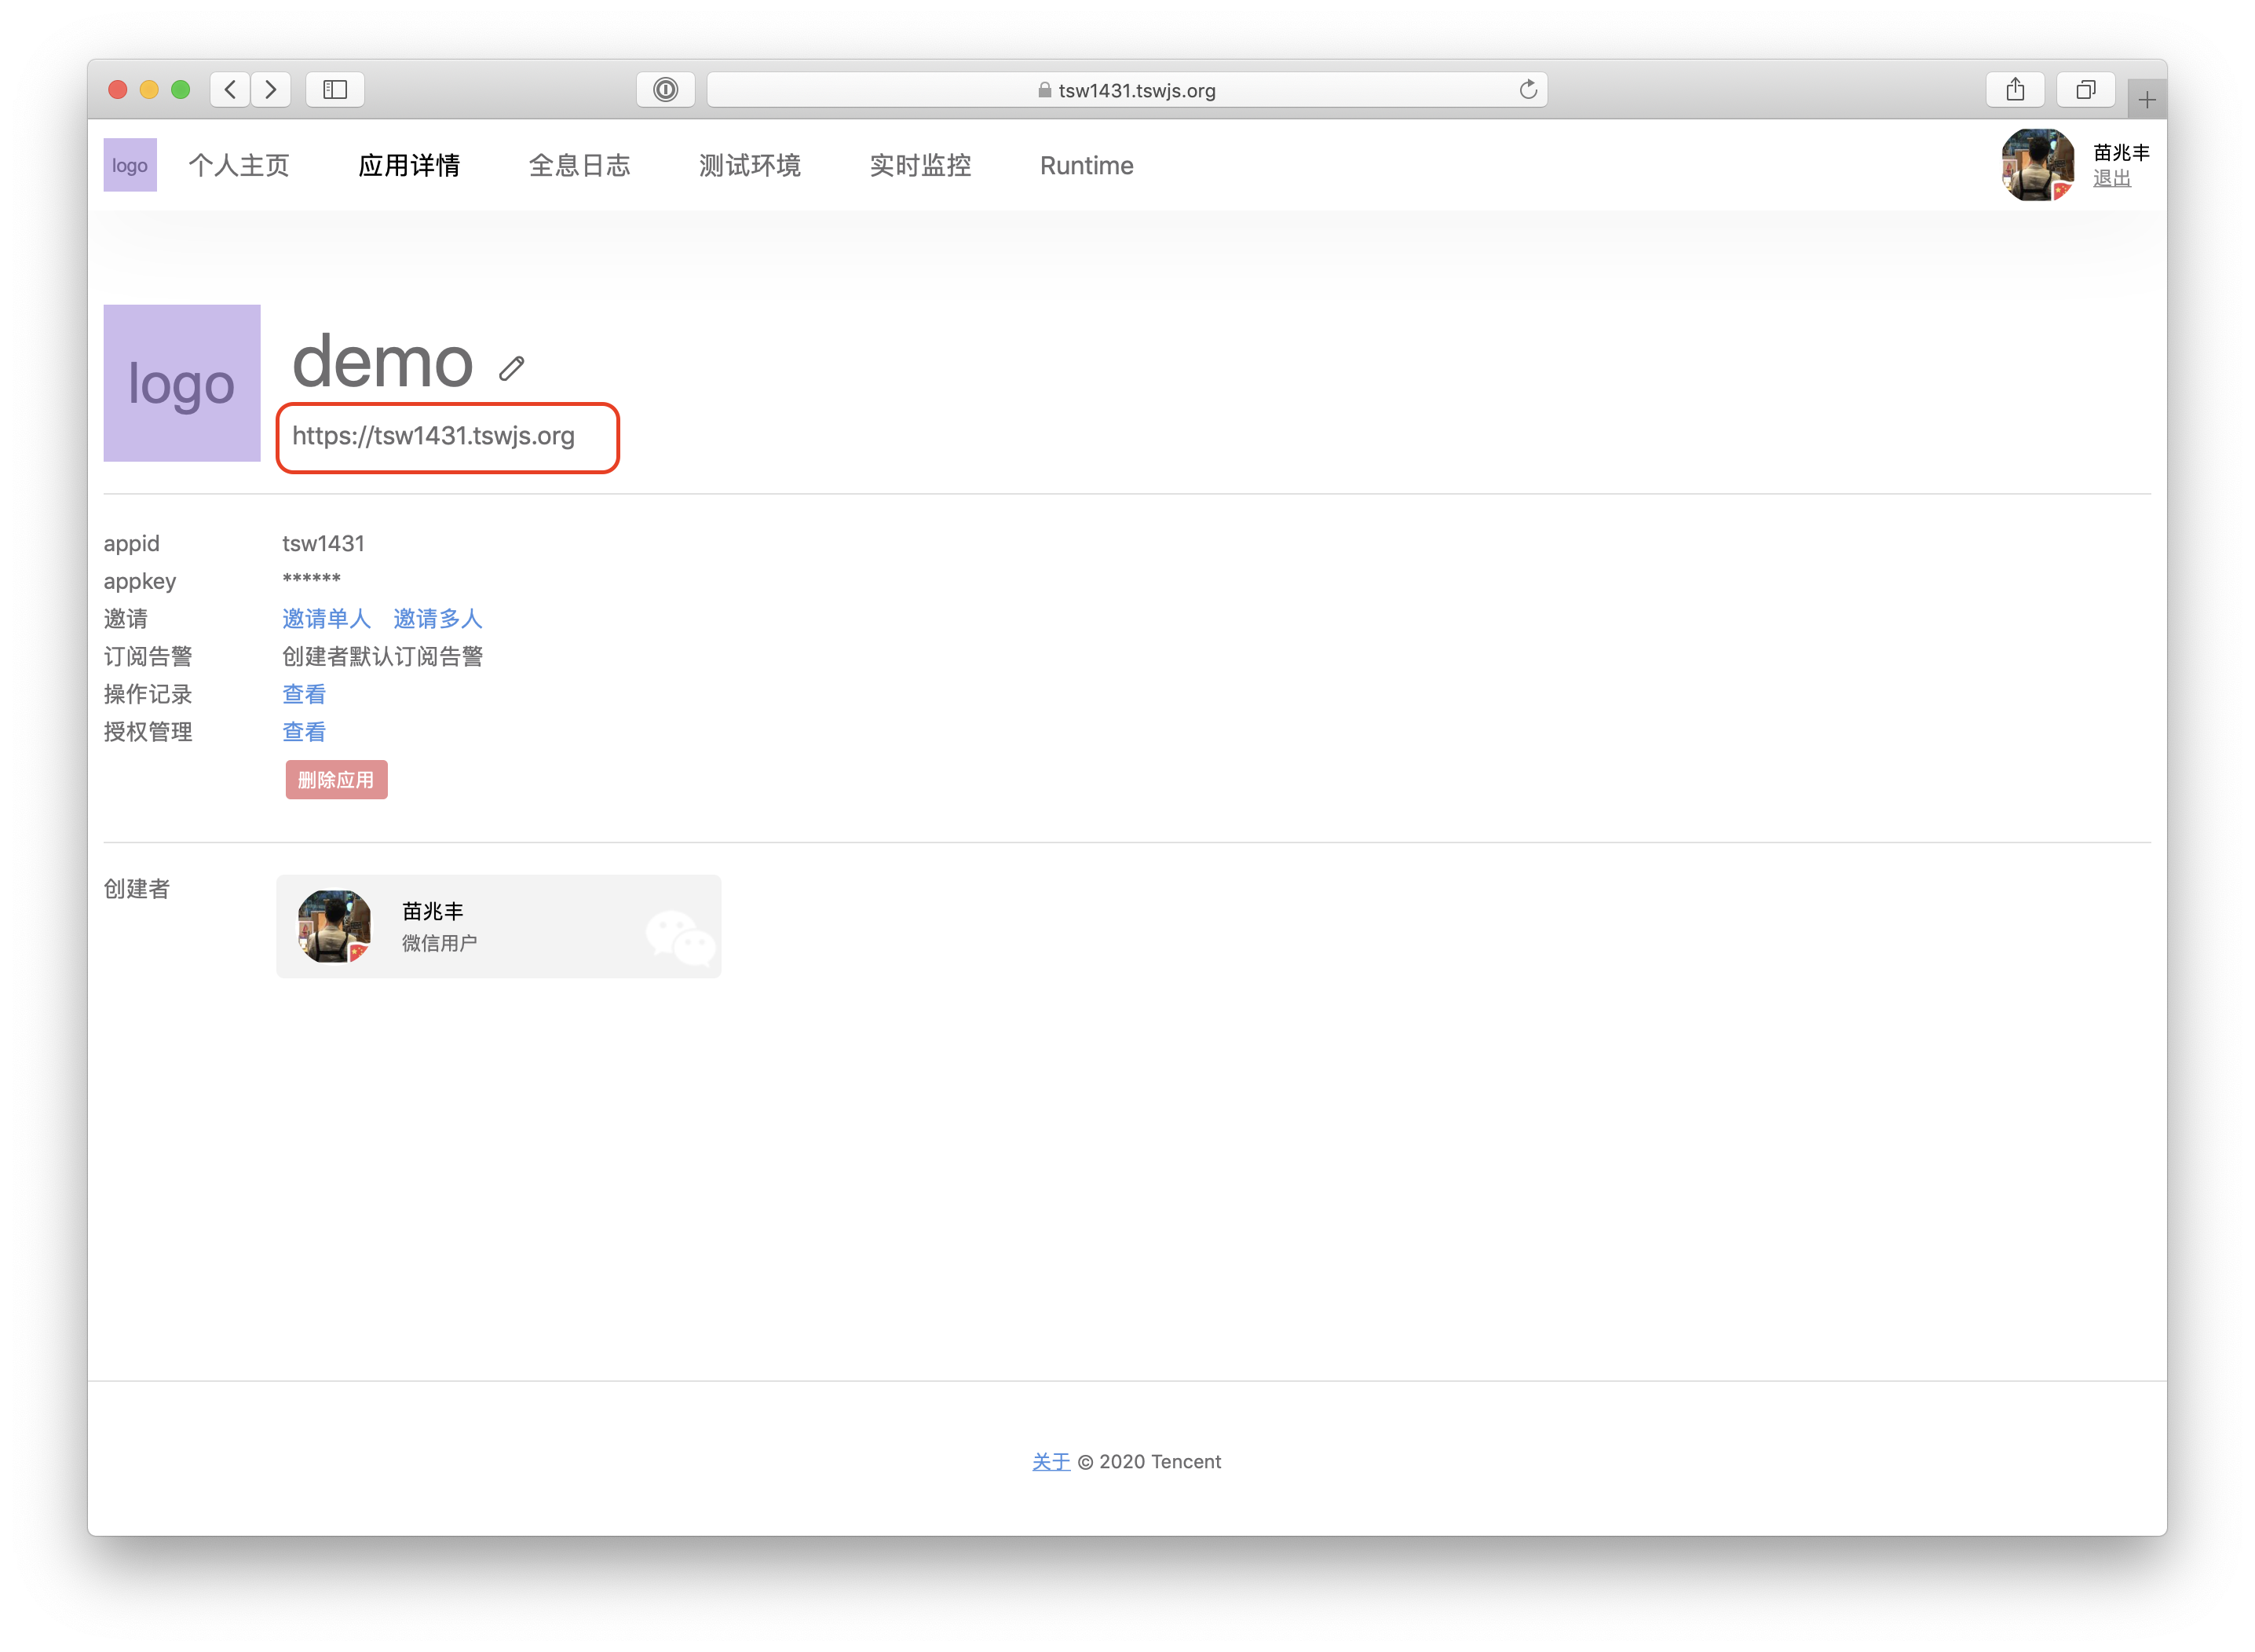 tsw1431.tswjs.org
logo 个人主页 应用详情 全息日志 测试环境 实时监控 Runtime 苗兆丰
退出
logo
demo
https://tsw1431.tswjs.org
appid tsw1431
appkey ******
邀请 邀请单人 邀请多人
订阅告警 创建者默认订阅告警
操作记录 查看
授权管理 查看
删除应用
创建者 苗兆丰
微信用户
关于 © 2020 Tencent